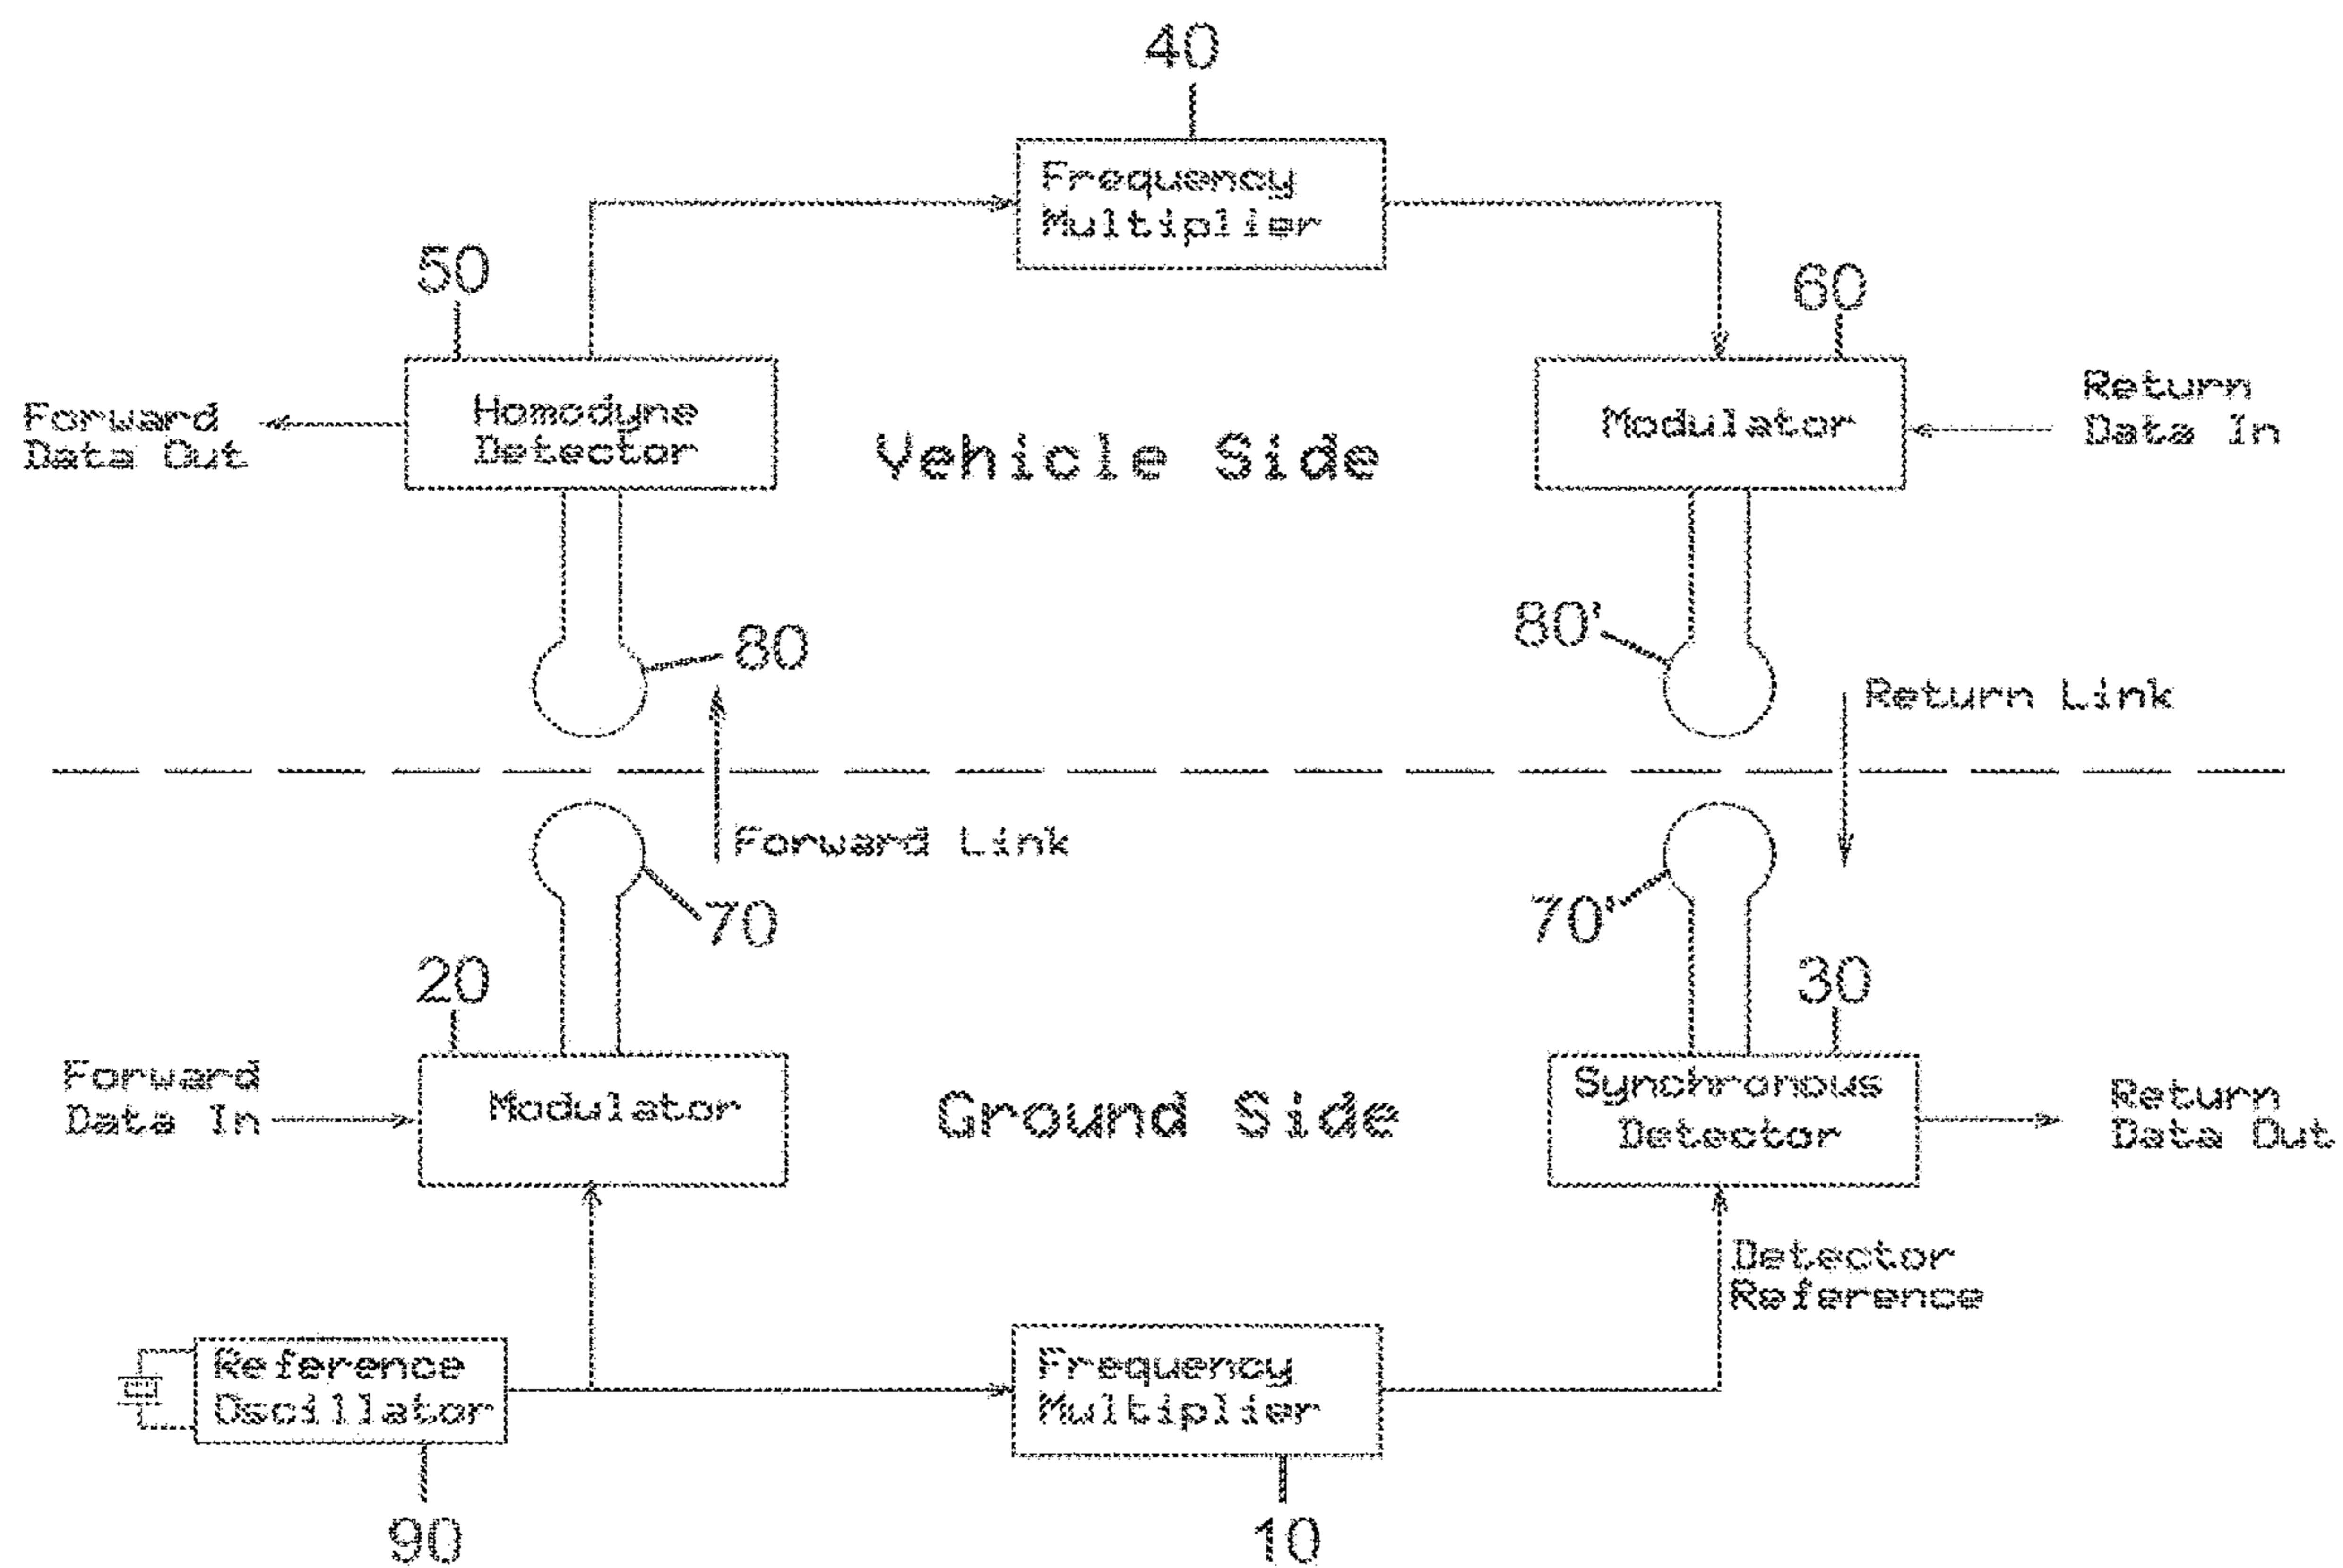 40
Frequency
Multiplier
50
60
Homodyne
Detector
Forward
Data Out
Vehicle Side
Modulator
Return
Data In
80
80'
Return Link
Forward Link
70
70'
20
30
Forward
Data In
Modulator
Ground Side
Synchronous
Detector
Return
Data Out
Detector
Reference
Reference
Oscillator
Frequency
Multiplier
90
10